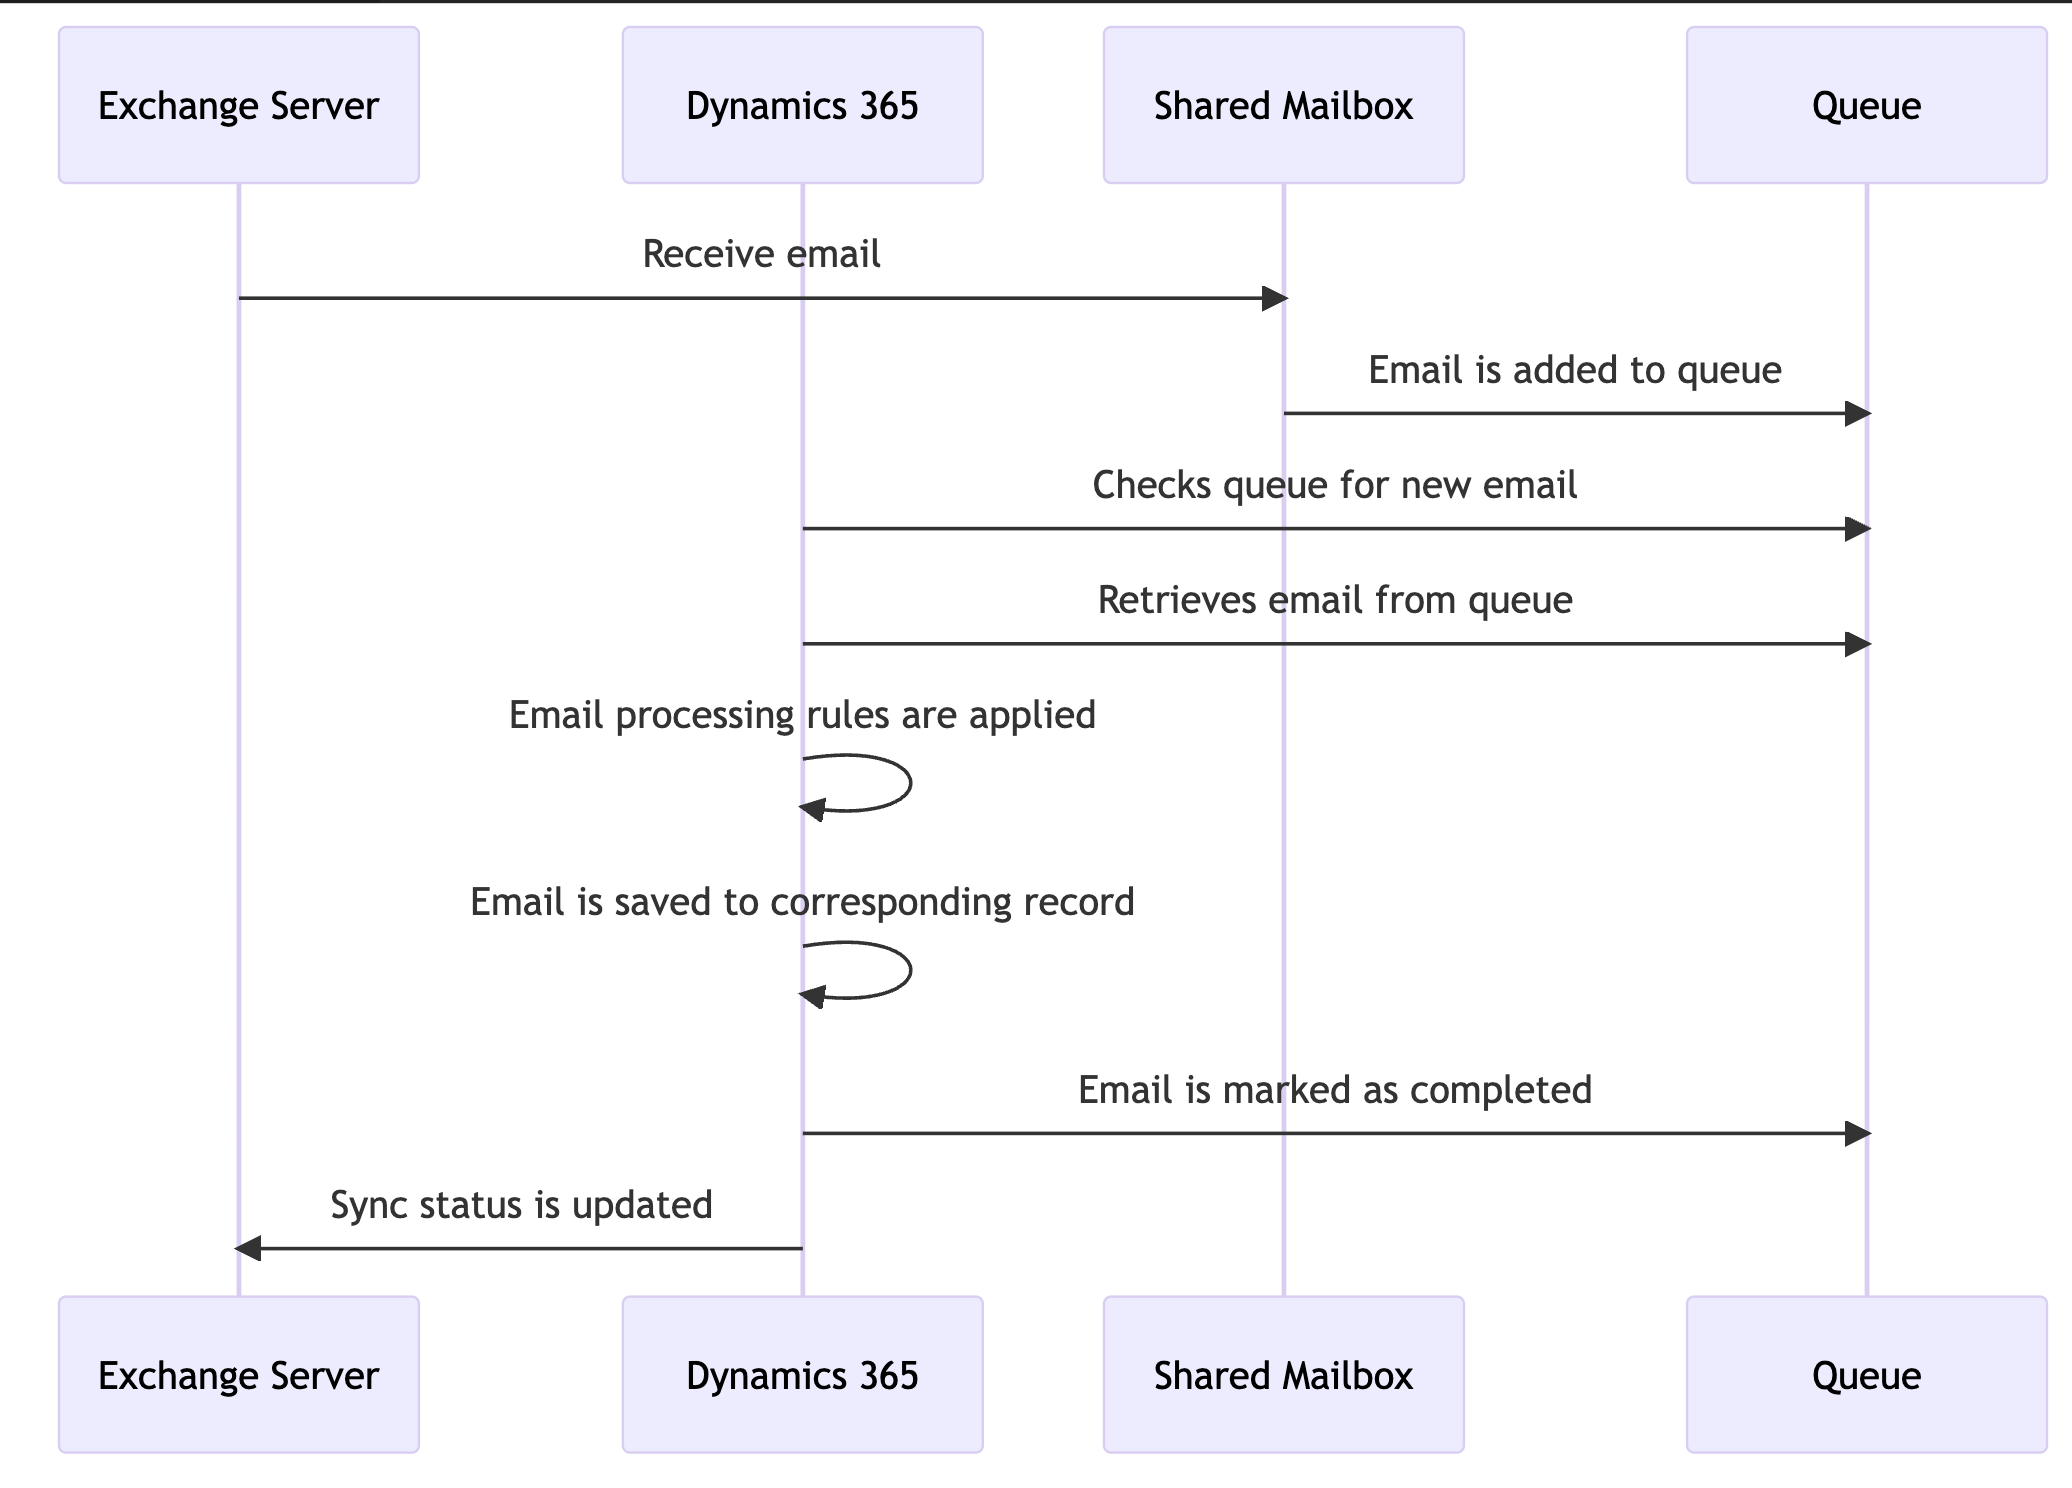 Exchange Server
Dynamics 365
Shared Mailbox
Queue
Receive email
Email is added to queue
Checks queue for new email
Retrieves email from queue
Email processing rules are applied
Email is saved to corresponding record
Email is marked as completed
Sync status is updated
Exchange Server
Dynamics 365
Shared Mailbox
Queue